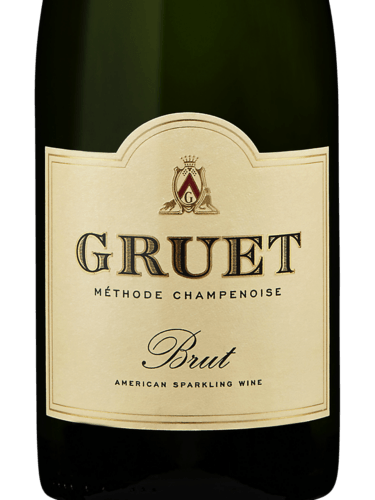 G
GRUET
MÉTHODE CHAMPENOISE
Brut
AMERICAN SPARKLING WINE